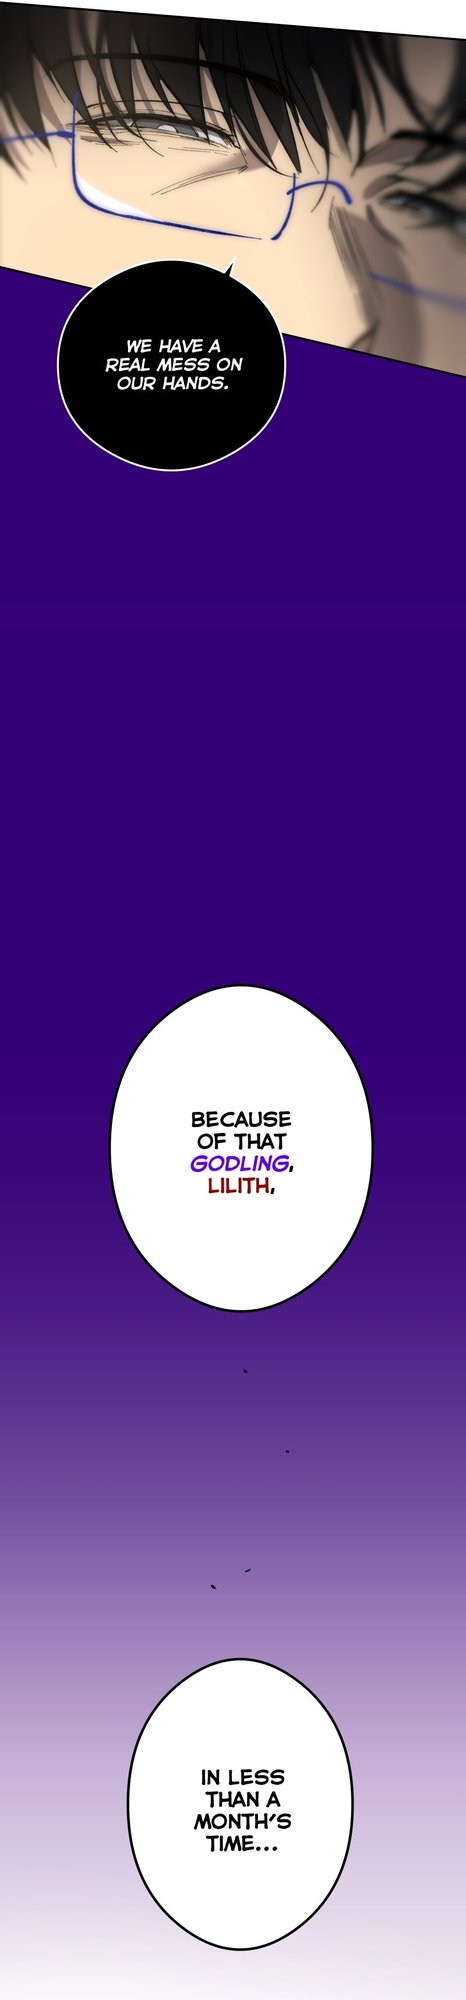 WE HAVE A
REAL MESS ON
OUR HANDS.
BECAUSE
OF THAT
GODLING,
LILITH,
IN LESS
THAN A
MONTH'S
TIME...